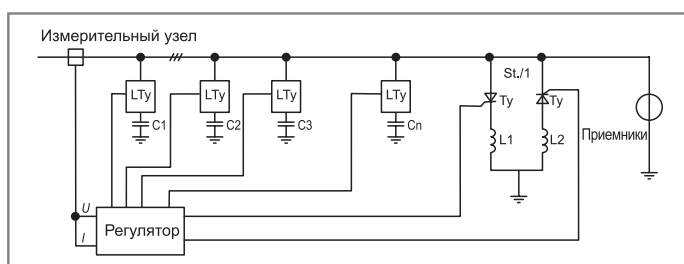 Измерительный узел
St./1
LTy LTy LTy LTy Ty Ty
C1 C2 C3 Cn
L1 L2 Приемники
U
I
Регулятор